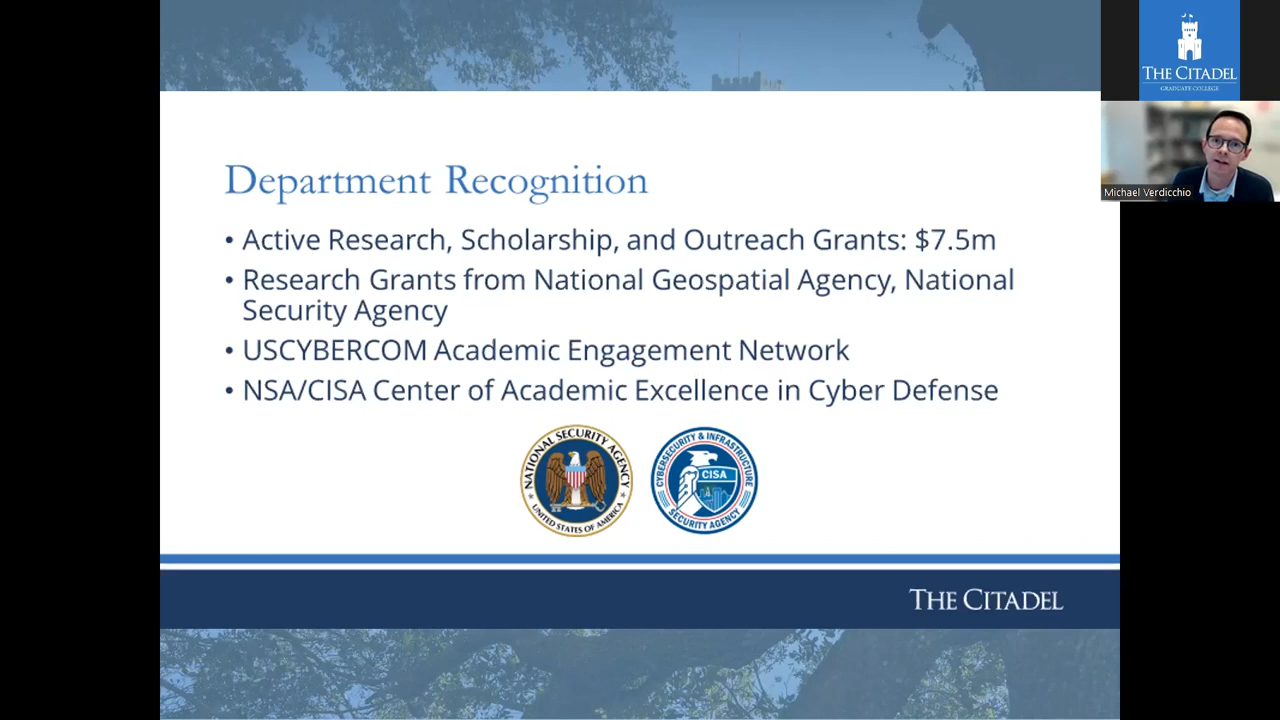 THE CITADEL
GRADUATE COLLEGE
Michael Verdicchio
Department Recognition
• Active Research, Scholarship, and Outreach Grants: $7.5m
• Research Grants from National Geospatial Agency, National
Security Agency
• USCYBERCOM Academic Engagement Network
• NSA/CISA Center of Academic Excellence in Cyber Defense
NATIONAL SECURITY AGENCY
UNITED STATES OF AMERICA
CYBERSECURITY & INFRASTRUCTURE
CISA
SECURITY AGENCY
THE CITADEL